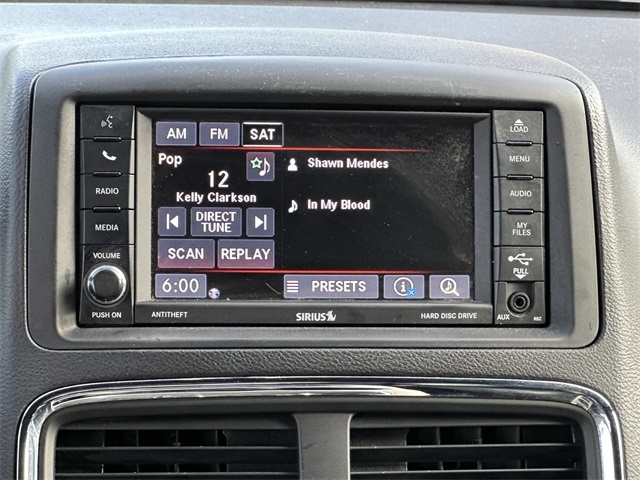 AM FM SAT
Pop
12
Kelly Clarkson
DIRECT
TUNE
SCAN REPLAY
Shawn Mendes
In My Blood
6:00 PRESETS
RADIO
MEDIA
VOLUME
PUSH ON
LOAD
MENU
AUDIO
MY
FILES
PULL
AUX RBZ
ANTITHEFT SIRIUS HARD DISC DRIVE